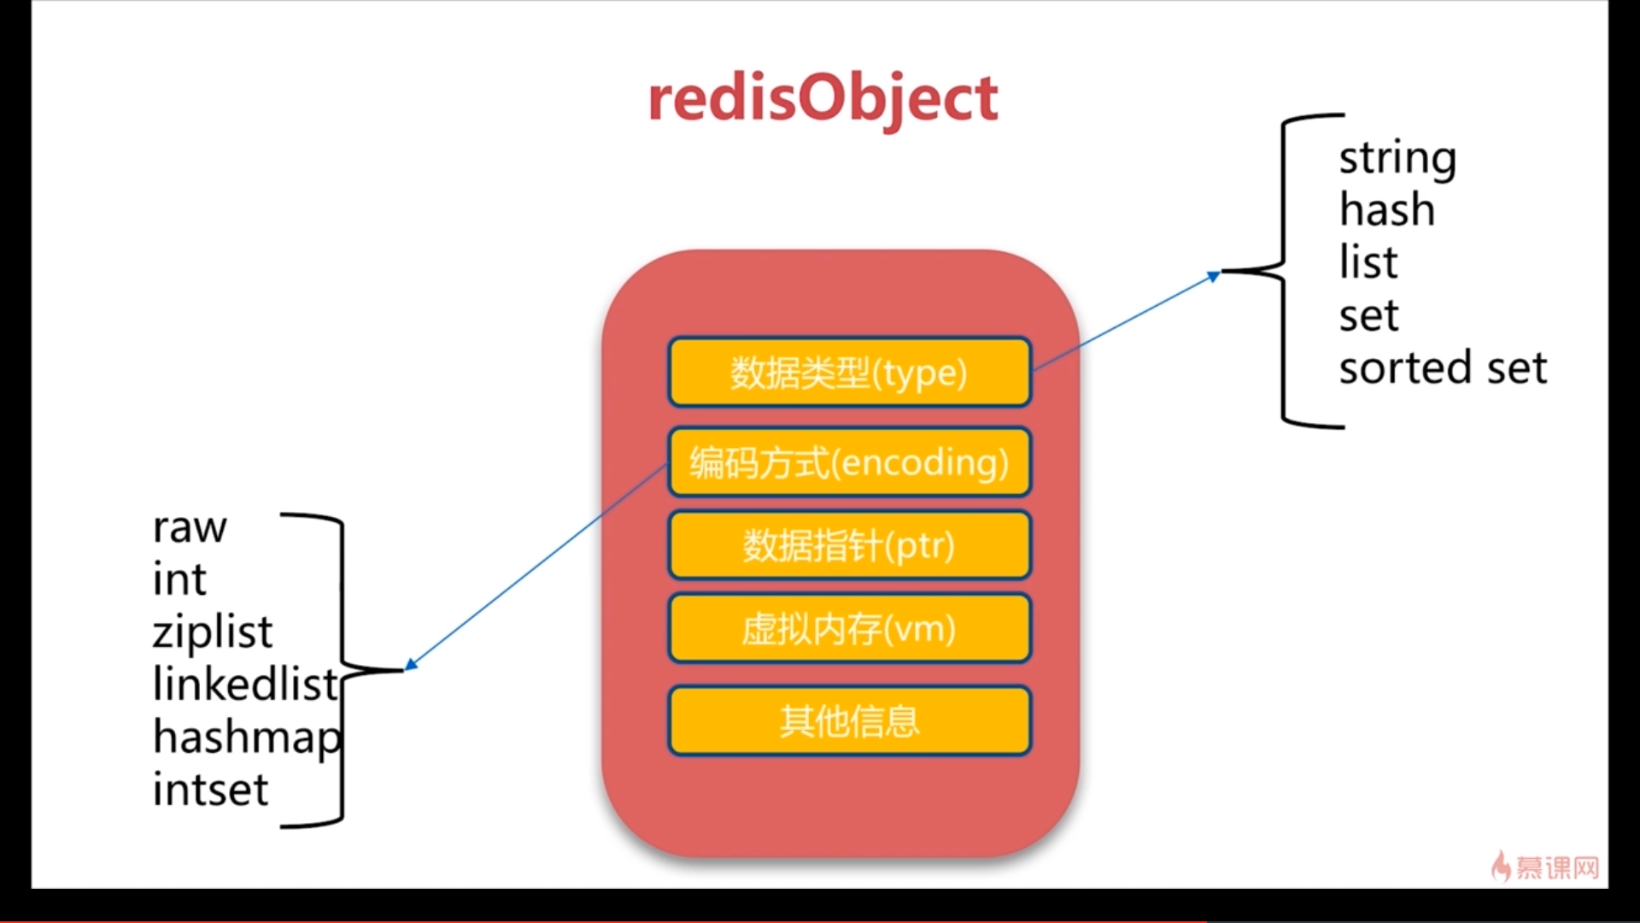 redisObject
string
hash
list
set
sorted set
数据类型(type)
编码方式(encoding)
数据指针(ptr)
虚拟内存(vm)
其他信息
raw
int
ziplist
linkedlist
hashmap
intset
慕课网